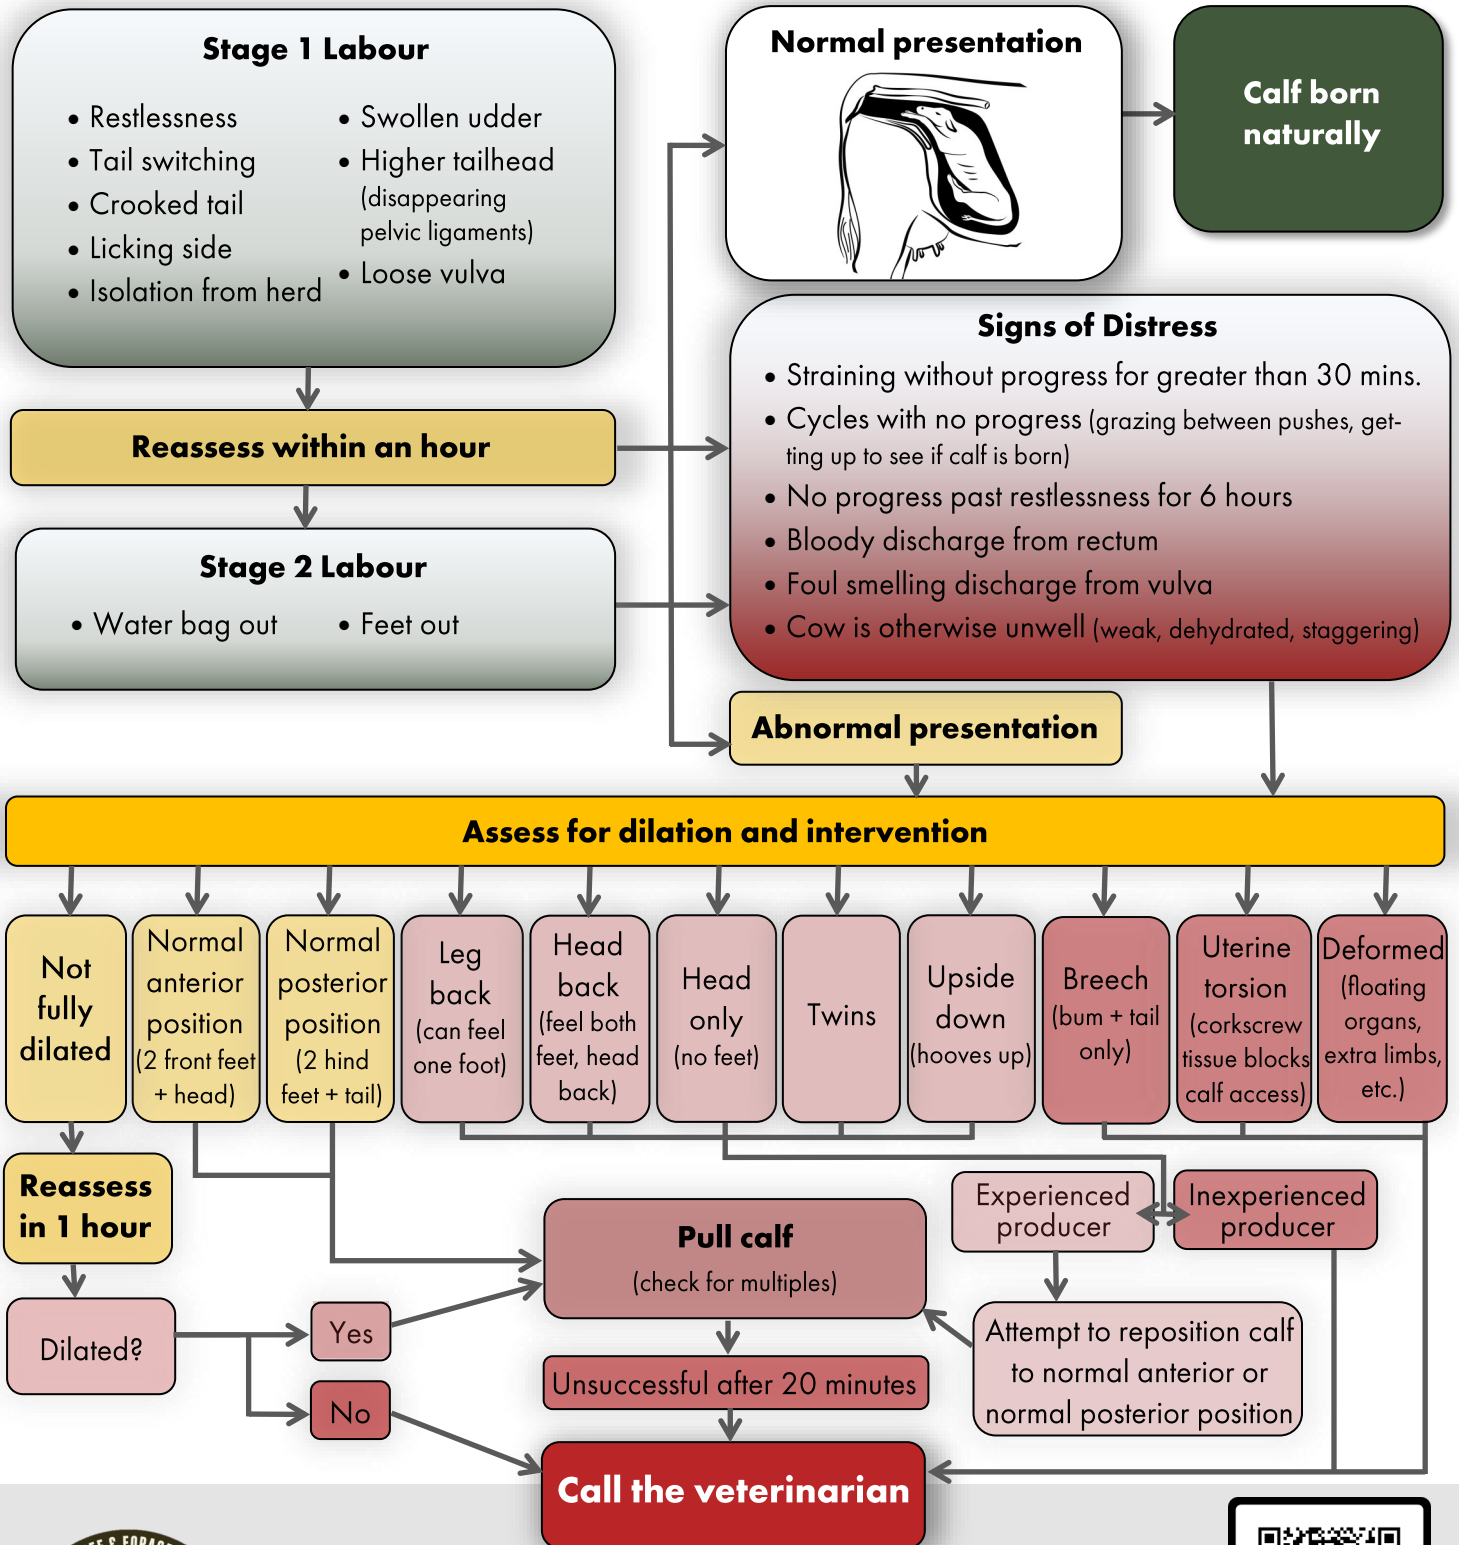 Stage 1 Labour
• Restlessness
• Tail switching
• Crooked tail
• Licking side
• Isolation from herd
• Swollen udder
• Higher tailhead
(disappearing
pelvic ligaments)
• Loose vulva
Normal presentation
Calf born
naturally
Reassess within an hour
Stage 2 Labour
• Water bag out
• Feet out
Signs of Distress
• Straining without progress for greater than 30 mins.
• Cycles with no progress (grazing between pushes, get-
ting up to see if calf is born)
• No progress past restlessness for 6 hours
• Bloody discharge from rectum
• Foul smelling discharge from vulva
• Cow is otherwise unwell (weak, dehydrated, staggering)
Abnormal presentation
Assess for dilation and intervention
Not
fully
dilated
Normal
anterior
position
(2 front feet
+ head)
Normal
posterior
position
(2 hind
feet + tail)
Leg
back
(can feel
one foot)
Head
back
(feel both
feet, head
back)
Head
only
(no feet)
Twins
Upside
down
(hooves up)
Breech
(bum + tail
only)
Uterine
torsion
(corkscrew
tissue blocks
calf access)
Deformed
(floating
organs,
extra limbs,
etc.)
Reassess
in 1 hour
Dilated?
Yes
No
Pull calf
(check for multiples)
Unsuccessful after 20 minutes
Call the veterinarian
Experienced
producer
Inexperienced
producer
Attempt to reposition calf
to normal anterior or
normal posterior position